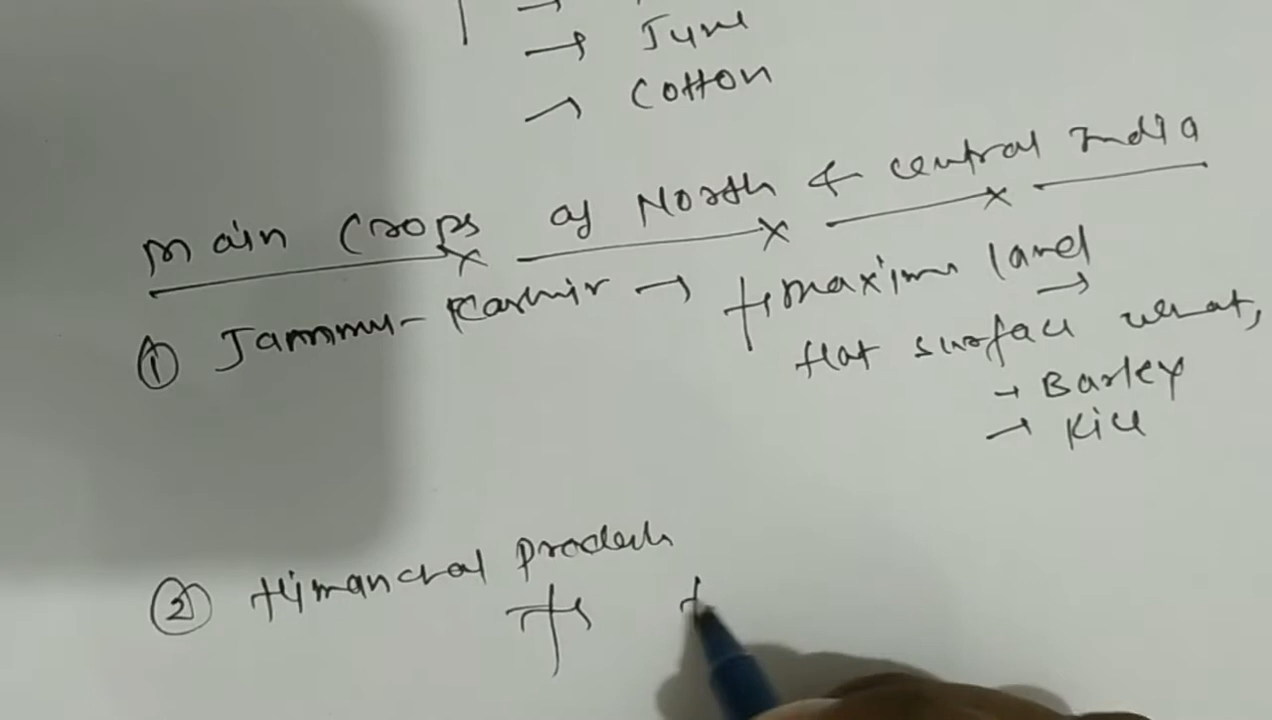 → Jute
→ Cotton
Main Crops of North & central India
① Jammu-Kashmir → maximum land
flat surface wheat,
→ Barley
→ Rice
② Himanchal pradesh